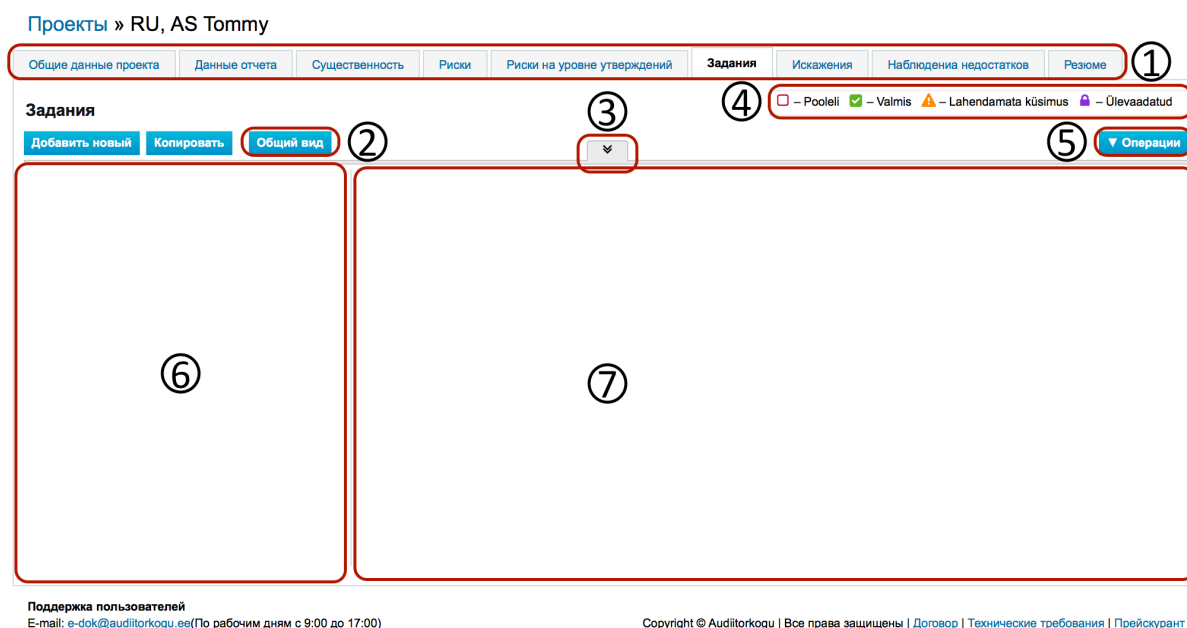 Проекты » RU, AS Tommy
Общие данные проекта Данные отчета Существенность Риски Риски на уровне утверждений Задания Искажения Наблюдениа недостатков Резюме ①
Задания ③ ④ – Pooleli – Valmis – Lahendamata küsimus – Ülevaadatud
Добавить новый Копировать Общий вид ② ⑤ ▼ Операции
⑥ ⑦
Поддержка пользователей
E-mail: e-dok@audiitorkogu.ee(По рабочим дням с 9:00 до 17:00) Copyright © Audiitorkogu | Все права защищены | Договор | Технические требования | Прейскурант